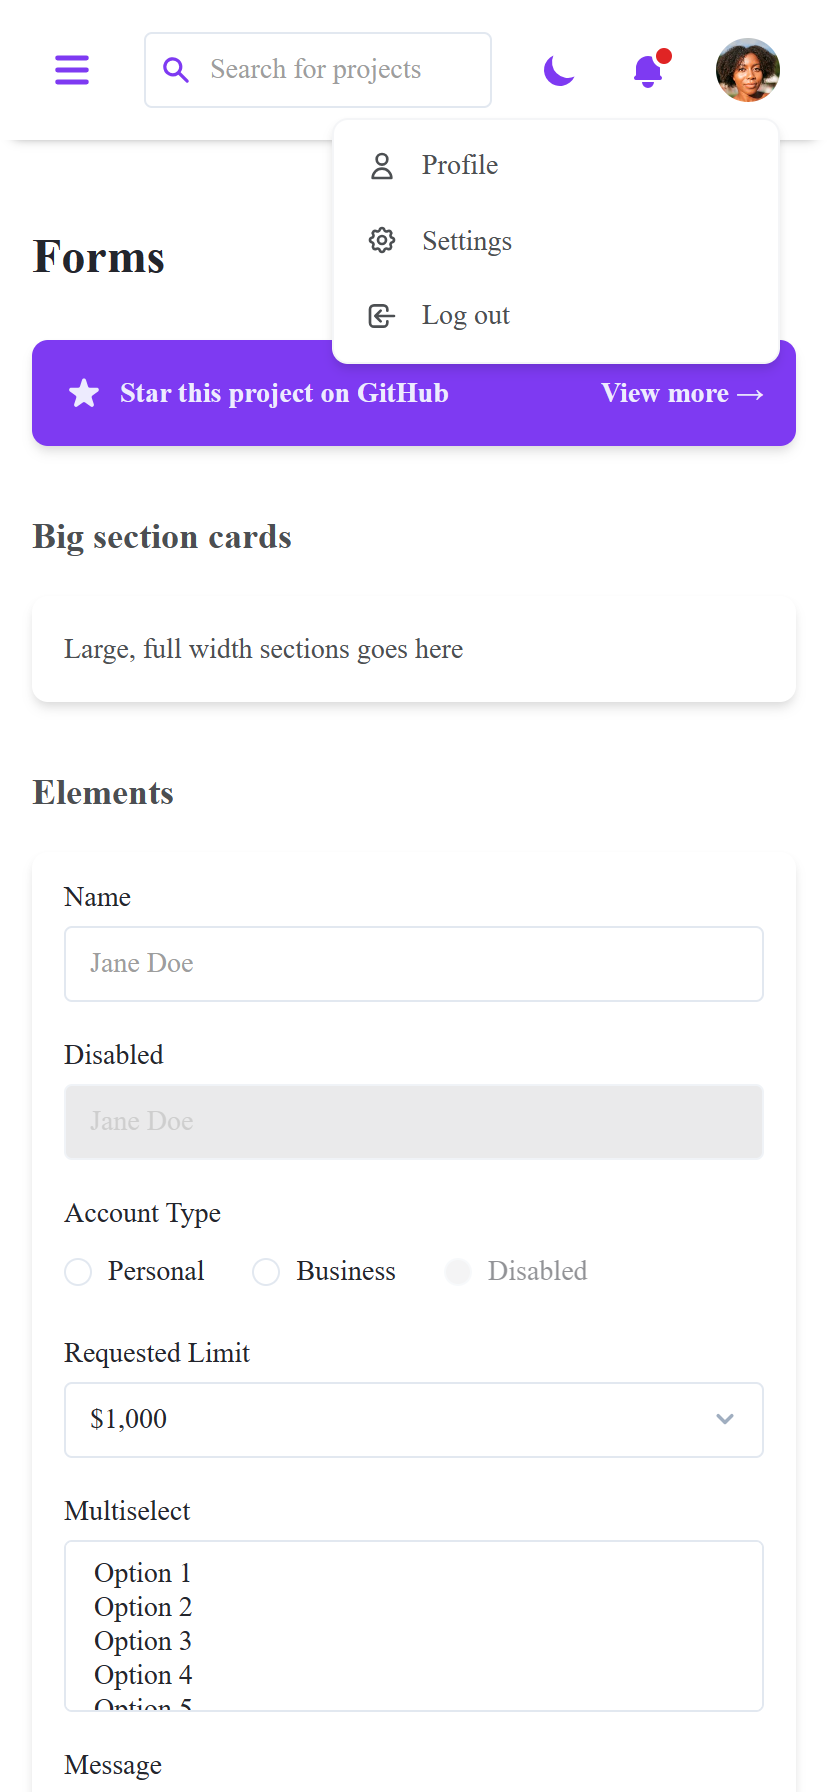 Search for projects
Profile
Settings
Log out
Forms
Star this project on GitHub
View more →
Big section cards
Large, full width sections goes here
Elements
Name
Jane Doe
Disabled
Jane Doe
Account Type
Personal
Business
Disabled
Requested Limit
$1,000
Multiselect
Option 1
Option 2
Option 3
Option 4
Option 5
Message